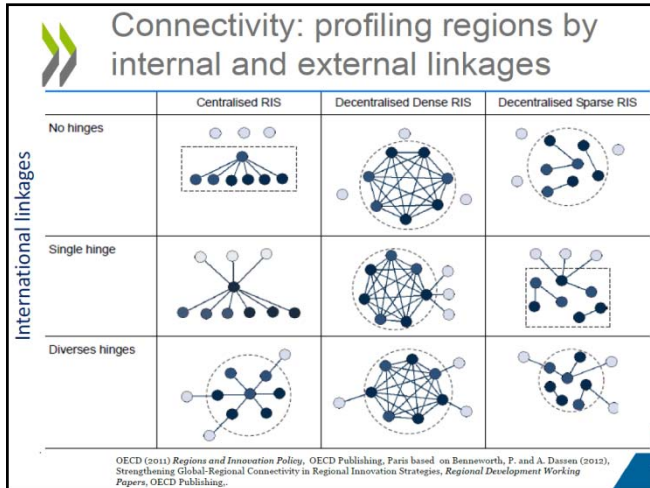 Connectivity: profiling regions by
internal and external linkages
Centralised RIS
Decentralised Dense RIS
Decentralised Sparse RIS
International linkages
No hinges
Single hinge
Diverses hinges
OECD (2011) Regions and Innovation Policy, OECD Publishing, Paris based on Benneworth, P. and A. Dassen (2012),
Strengthening Global-Regional Connectivity in Regional Innovation Strategies, Regional Development Working
Papers, OECD Publishing,.